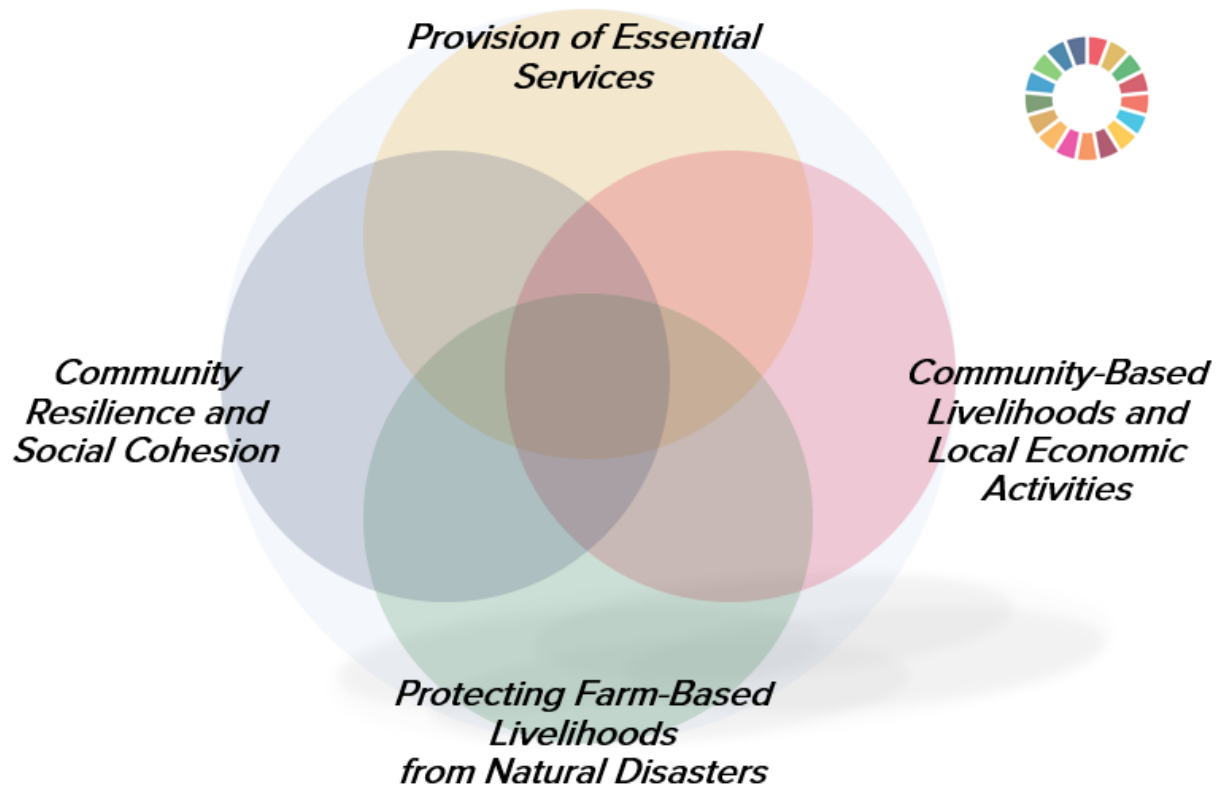 Provision of Essential
Services
Community
Resilience and
Social Cohesion
Community-Based
Livelihoods and
Local Economic
Activities
Protecting Farm-Based
Livelihoods
from Natural Disasters